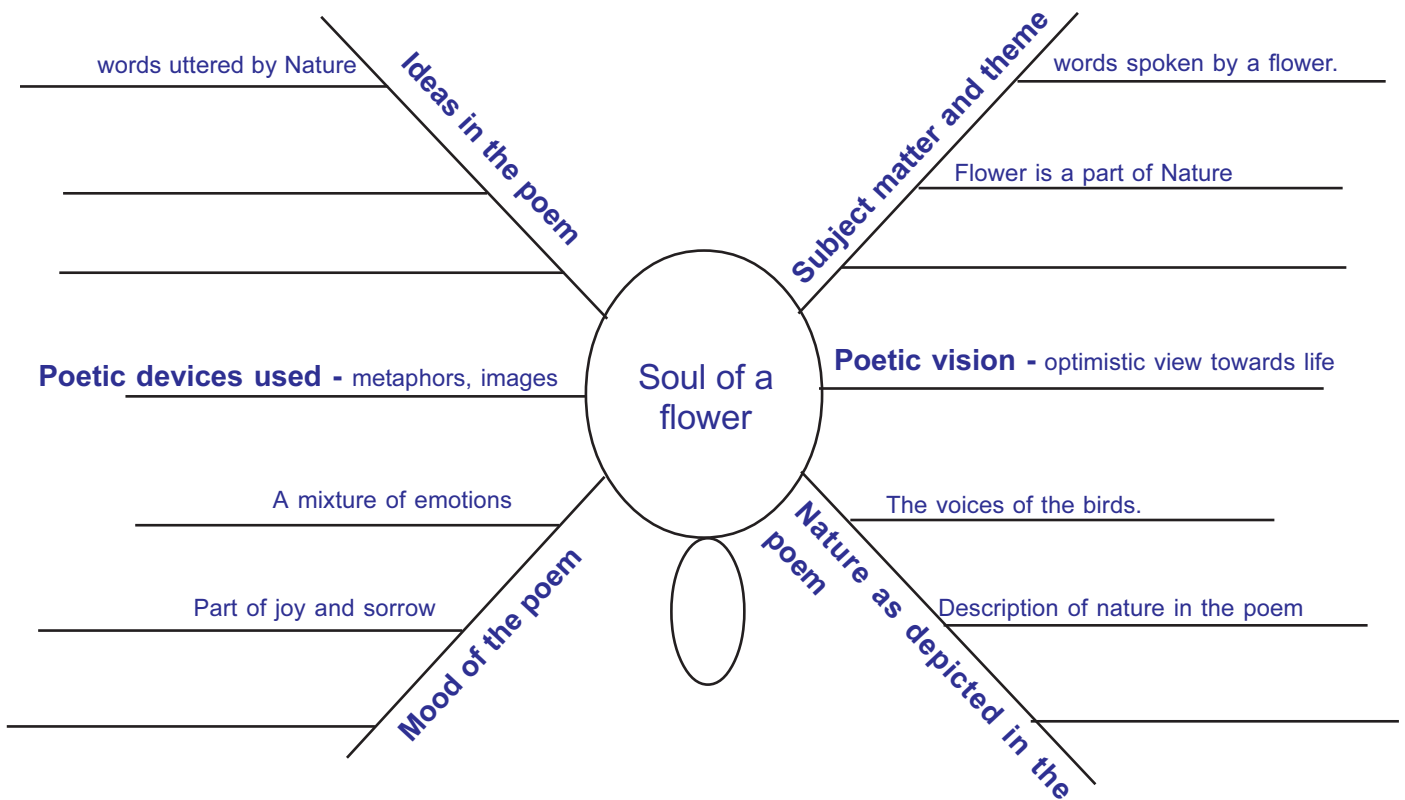 words uttered by Nature
Ideas in the poem
Subject matter and theme
words spoken by a flower.
Flower is a part of Nature
Poetic devices used - metaphors, images
Soul of a
flower
Poetic vision - optimistic view towards life
A mixture of emotions
Part of joy and sorrow
Mood of the poem
Nature as depicted in the
poem
The voices of the birds.
Description of nature in the poem